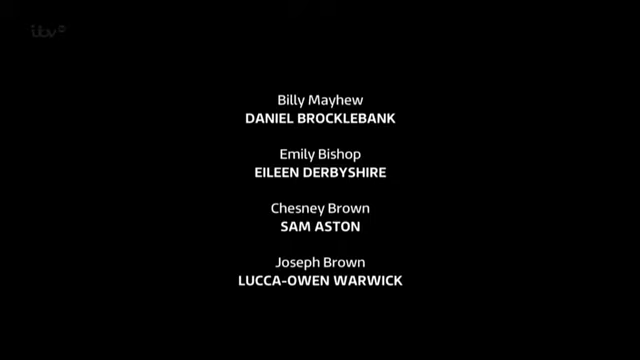 itv
Billy Mayhew
DANIEL BROCKLEBANK
Emily Bishop
EILEEN DERBYSHIRE
Chesney Brown
SAM ASTON
Joseph Brown
LUCCA-OWEN WARWICK